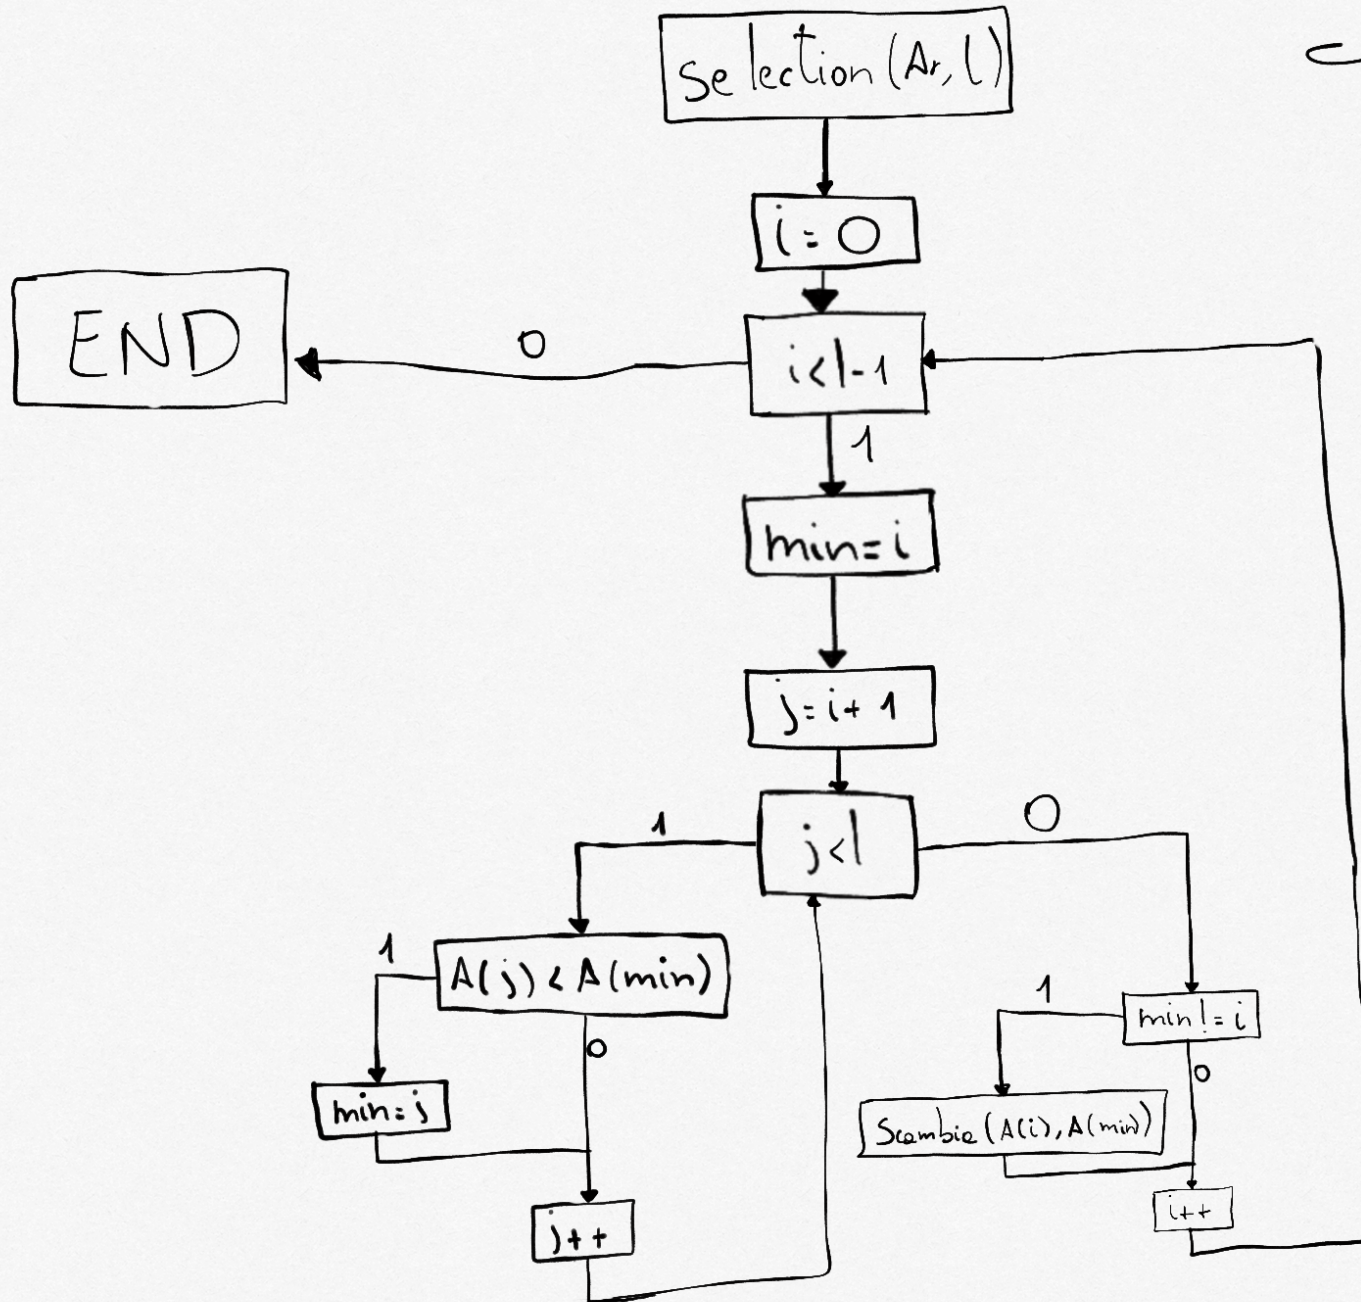 Selection (Ar, l)
i = 0
i<l-1
0
END
1
min=i
j=i+1
j<l
1
0
A(j) < A(min)
1
0
min=j
j++
min!=i
1
0
Scambia (A(i), A(min))
i++